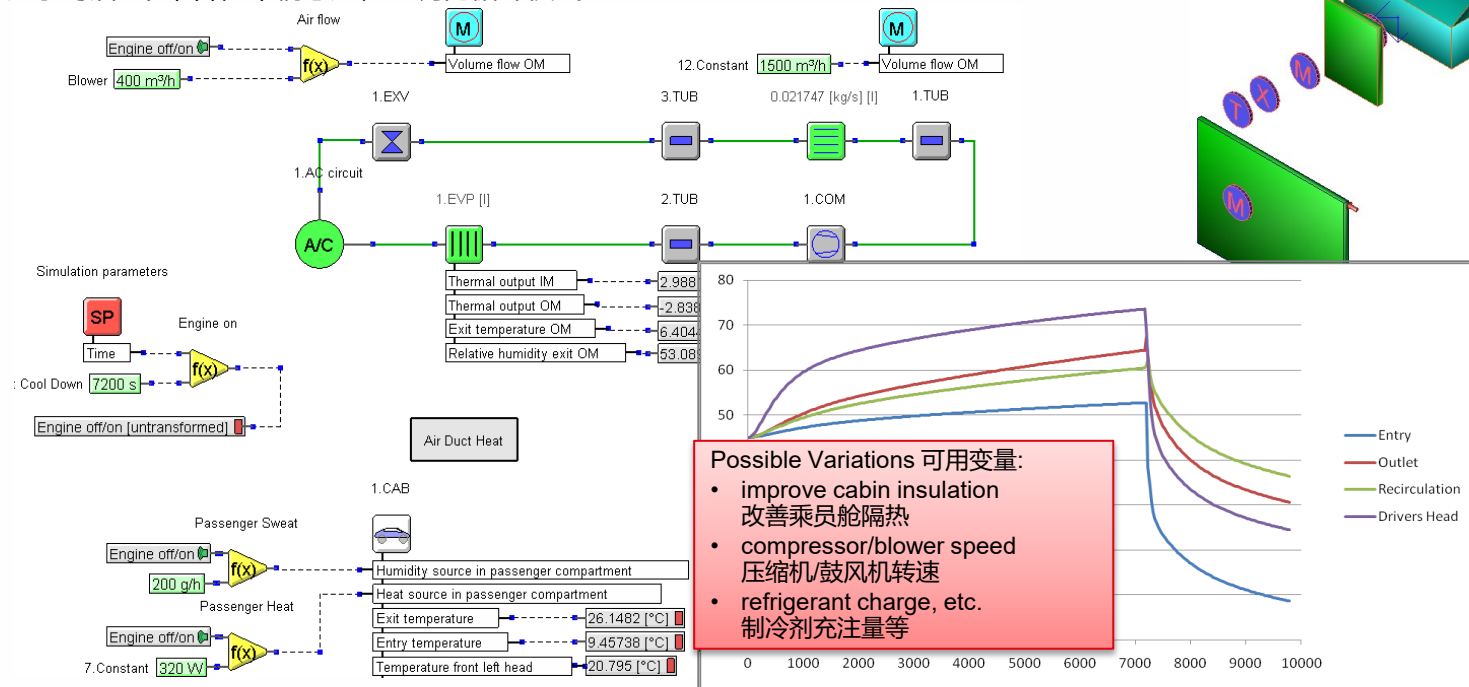 Air flow
Engine off/on
Blower
400 m³/h
f(x)
M
Volume flow OM
12.Constant
1500 m³/h
M
Volume flow OM
1.EXV
3.TUB
0.021747 [kg/s] [I]
1.TUB
1.AC circuit
A/C
1.EVP [I]
2.TUB
1.COM
Thermal output IM
2.988
Thermal output OM
-2.838
Exit temperature OM
6.404
Relative humidity exit OM
53.08
Simulation parameters
SP
Time
Engine on
f(x)
: Cool Down
7200 s
Engine off/on [untransformed]
Air Duct Heat
1.CAB
Passenger Sweat
Engine off/on
f(x)
200 g/h
Humidity source in passenger compartment
Passenger Heat
Heat source in passenger compartment
Engine off/on
f(x)
7.Constant
320 W
Exit temperature
26.1482 [°C]
Entry temperature
9.45738 [°C]
Temperature front left head
20.795 [°C]
T
X
M
M
80
70
60
50
Possible Variations 可用变量:
• improve cabin insulation
改善乘员舱隔热
• compressor/blower speed
压缩机/鼓风机转速
• refrigerant charge, etc.
制冷剂充注量等
0 1000 2000 3000 4000 5000 6000 7000 8000 9000 10000
Entry
Outlet
Recirculation
Drivers Head